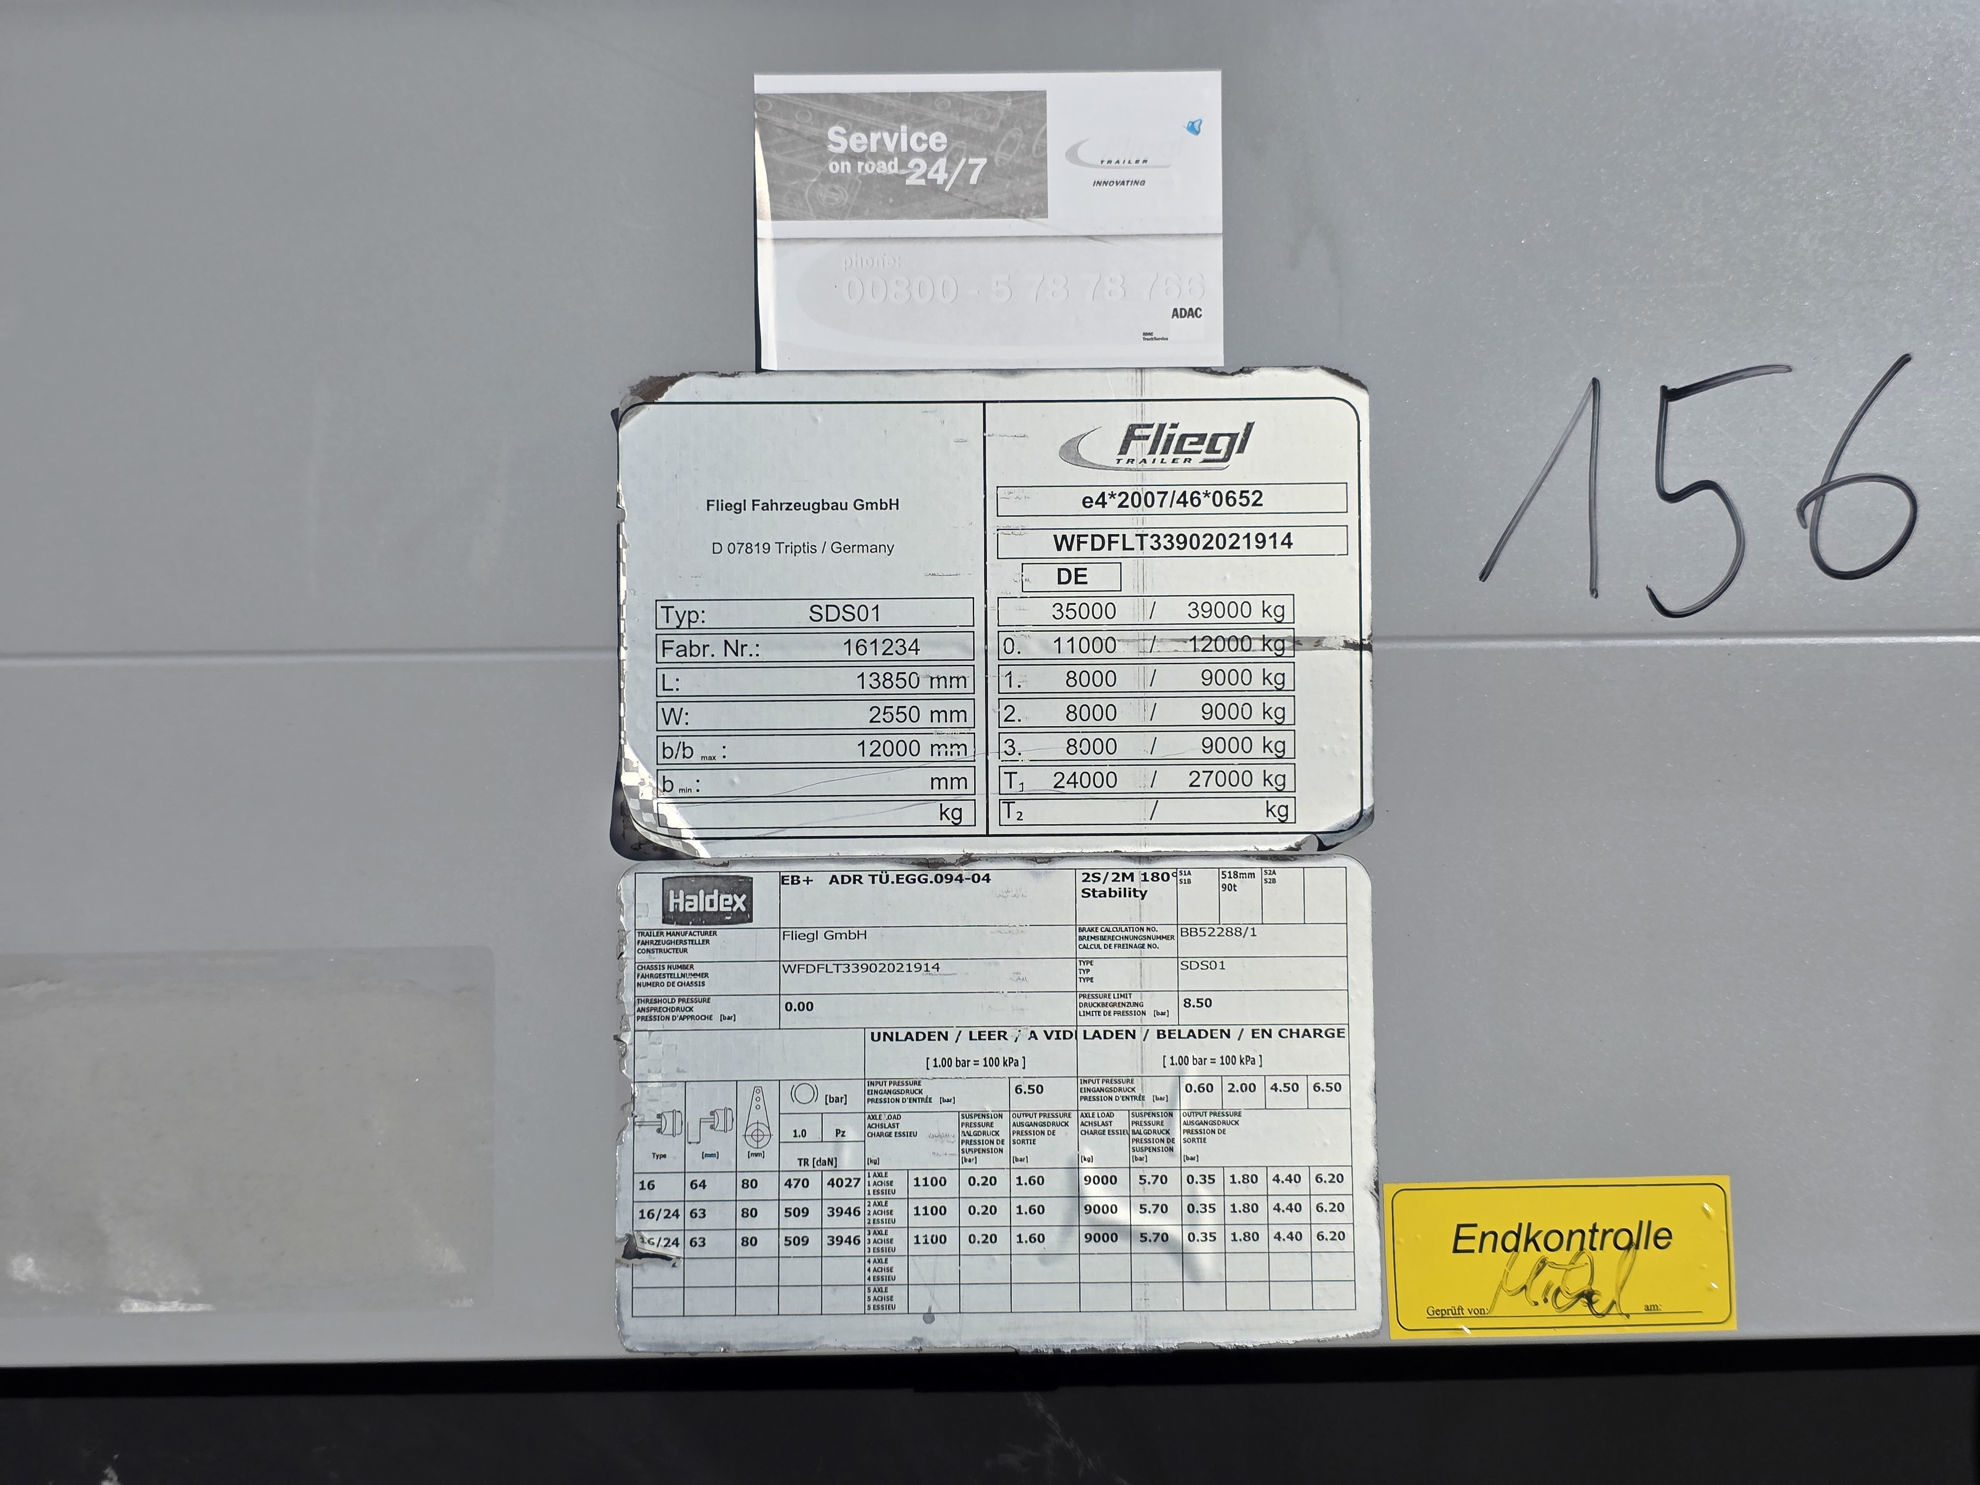 Service
on road 24/7
TRAILER
INNOVATING
phone:
00800 - 5 78 78 766
ADAC
ADAC
TruckService
156
Fliegl Fahrzeugbau GmbH
D 07819 Triptis / Germany
Typ: SDS01
Fabr. Nr.: 161234
L: 13850 mm
W: 2550 mm
b/b max : 12000 mm
b min : mm
kg
Fliegl
TRAILER
e4*2007/46*0652
WFDFLT33902021914
DE
35000 / 39000 kg
0. 11000 / 12000 kg
1. 8000 / 9000 kg
2. 8000 / 9000 kg
3. 8000 / 9000 kg
T1 24000 / 27000 kg
T2 / kg
Haldex
EB+ ADR TÜ.EGG.094-04
2S/2M 180°
Stability
S1A
S1B
518mm
90t
S2A
S2B
TRAILER MANUFACTURER
FAHRZEUGHERSTELLER
CONSTRUCTEUR
Fliegl GmbH
BRAKE CALCULATION NO.
BREMSBERECHNUNGSNUMMER
CALCUL DE FREINAGE NO.
BB52288/1
CHASSIS NUMBER
FAHRGESTELLNUMMER
NUMERO DE CHASSIS
WFDFLT33902021914
TYPE
TYP
TYPE
SDS01
THRESHOLD PRESSURE
ANSPRECHDRUCK
PRESSION D'APPROCHE [bar]
0.00
PRESSURE LIMIT
DRUCKBEGRENZUNG
LIMITE DE PRESSION [bar]
8.50
UNLADEN / LEER / A VID
[ 1.00 bar = 100 kPa ]
LADEN / BELADEN / EN CHARGE
[ 1.00 bar = 100 kPa ]
INPUT PRESSURE
EINGANGSDRUCK
PRESSION D'ENTRÉE [bar]
6.50
INPUT PRESSURE
EINGANGSDRUCK
PRESSION D'ENTRÉE [bar]
0.60 2.00 4.50 6.50
Type
[mm]
[mm]
[bar]
1.0 Pz
TR [daN]
AXLE LOAD
ACHSLAST
CHARGE ESSIEU
[kg]
SUSPENSION
PRESSURE
BALGDRUCK
PRESSION DE
SUSPENSION
[bar]
OUTPUT PRESSURE
AUSGANGSDRUCK
PRESSION DE
SORTIE
[bar]
AXLE LOAD
ACHSLAST
CHARGE ESSIEU
[kg]
SUSPENSION
PRESSURE
BALGDRUCK
PRESSION DE
SUSPENSION
[bar]
OUTPUT PRESSURE
AUSGANGSDRUCK
PRESSION DE
SORTIE
[bar]
16 64 80 470 4027 1 AXLE 1 ACHSE 1 ESSIEU 1100 0.20 1.60 9000 5.70 0.35 1.80 4.40 6.20
16/24 63 80 509 3946 2 AXLE 2 ACHSE 2 ESSIEU 1100 0.20 1.60 9000 5.70 0.35 1.80 4.40 6.20
16/24 63 80 509 3946 3 AXLE 3 ACHSE 3 ESSIEU 1100 0.20 1.60 9000 5.70 0.35 1.80 4.40 6.20
4 AXLE
4 ACHSE
4 ESSIEU
5 AXLE
5 ACHSE
5 ESSIEU
Endkontrolle
Geprüft von: am: